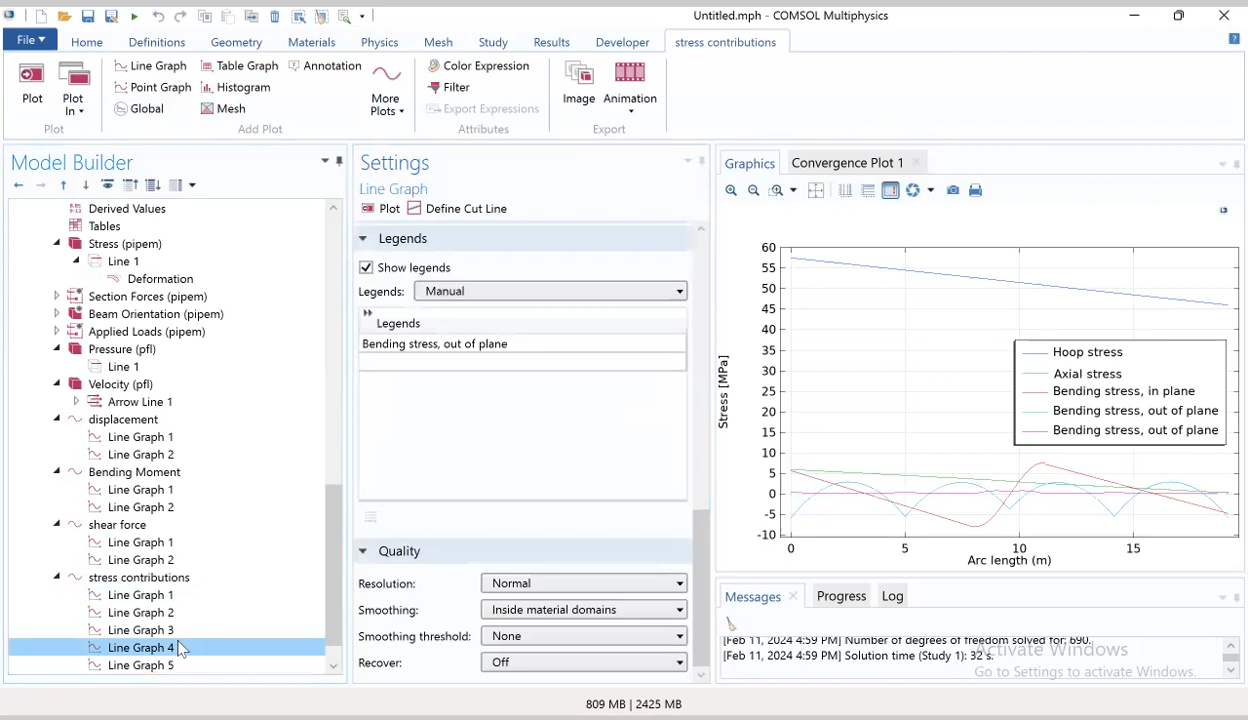 Untitled.mph - COMSOL Multiphysics
File Home Definitions Geometry Materials Physics Mesh Study Results Developer stress contributions
Plot
Plot In
Plot
Line Graph Table Graph Annotation
Point Graph Histogram
Global Mesh
More Plots
Add Plot
Color Expression
Filter
Export Expressions
Attributes
Image Animation
Export
Model Builder
Derived Values
Tables
Stress (pipem)
Line 1
Deformation
Section Forces (pipem)
Beam Orientation (pipem)
Applied Loads (pipem)
Pressure (pfl)
Line 1
Velocity (pfl)
Arrow Line 1
displacement
Line Graph 1
Line Graph 2
Bending Moment
Line Graph 1
Line Graph 2
shear force
Line Graph 1
Line Graph 2
stress contributions
Line Graph 1
Line Graph 2
Line Graph 3
Line Graph 4
Line Graph 5
Settings
Line Graph
Plot Define Cut Line
Legends
Show legends
Legends: Manual
Legends
Bending stress, out of plane
Quality
Resolution: Normal
Smoothing: Inside material domains
Smoothing threshold: None
Recover: Off
Graphics Convergence Plot 1
60
55
50
45
40
35
30
25
20
15
10
5
0
-5
-10
Stress [MPa]
Hoop stress
Axial stress
Bending stress, in plane
Bending stress, out of plane
Bending stress, out of plane
0 5 10 15
Arc length (m)
Messages Progress Log
[Feb 11, 2024 4:59 PM] Number of degrees of freedom solved for: 690.
[Feb 11, 2024 4:59 PM] Solution time (Study 1): 32 s.
Activate Windows
Go to Settings to activate Windows.
809 MB | 2425 MB